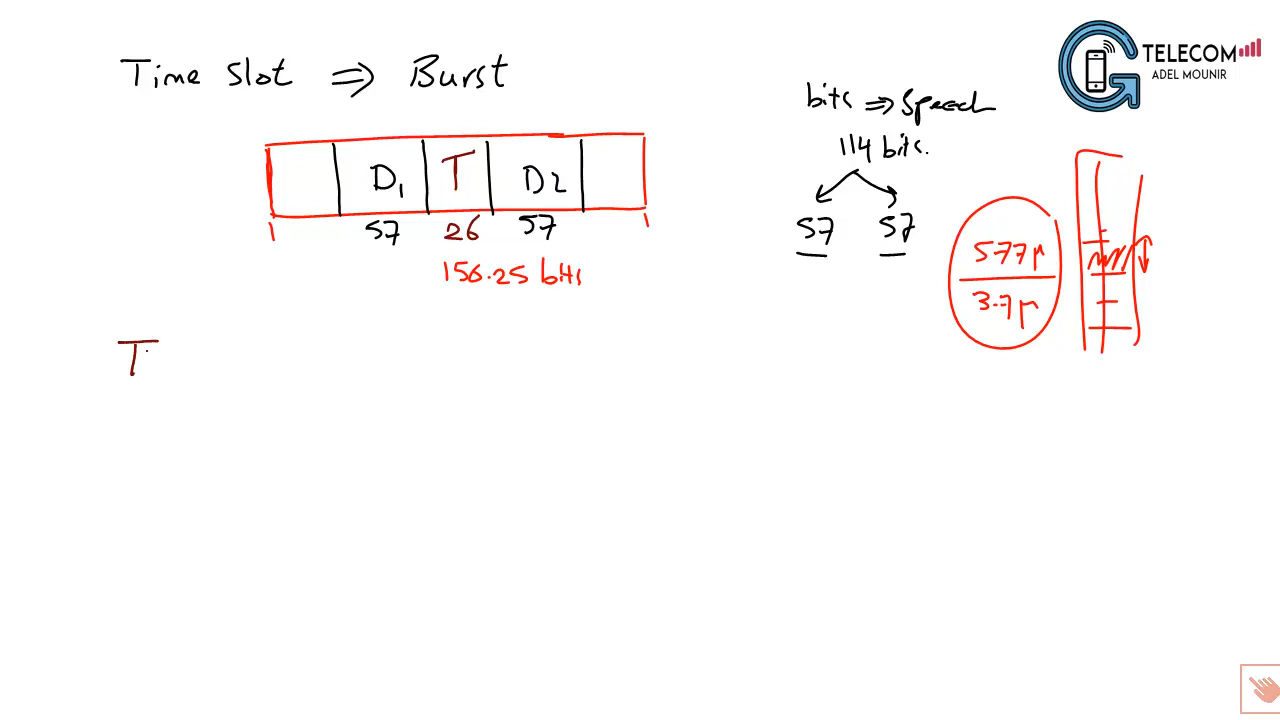 Time Slot ⇒ Burst
TELECOM
ADEL MOUNIR
bits ⇒ Speech
114 bits.
57 57
D1 T D2
57 26 57
156.25 bits
577μ
3.7μ
T